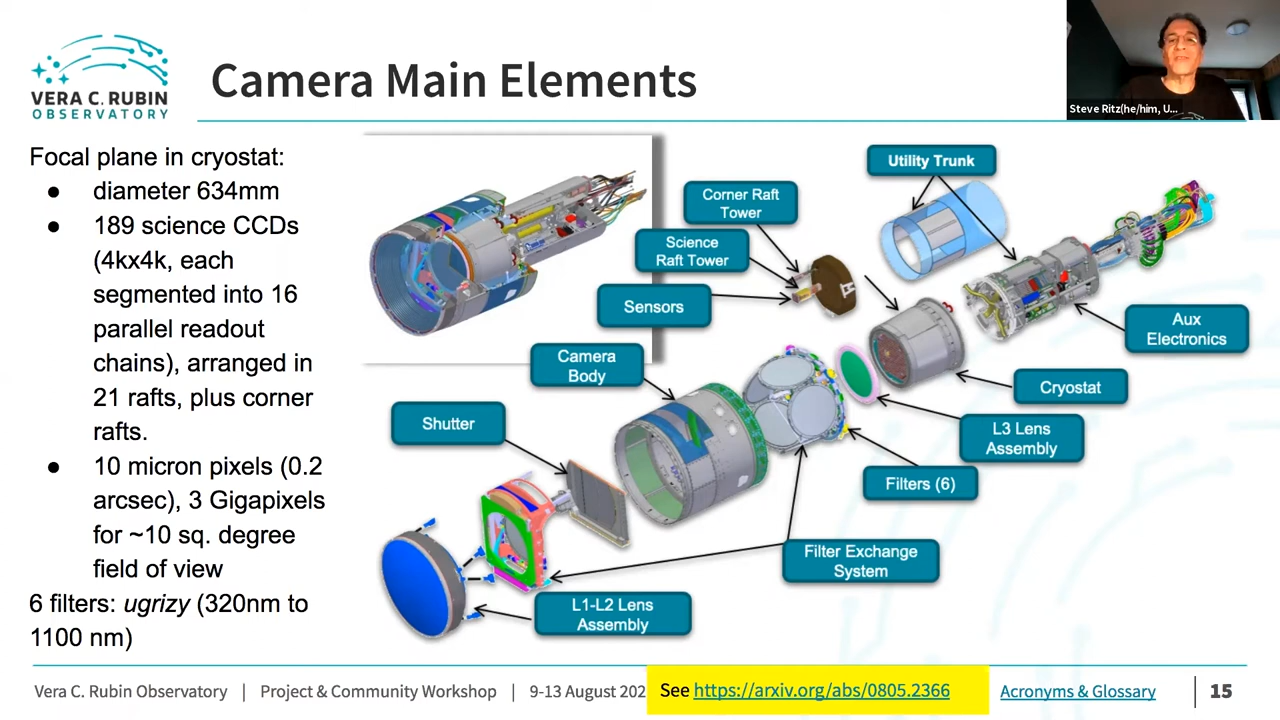 VERA C. RUBIN
OBSERVATORY
Camera Main Elements
Steve Ritz(he/him, U...
Focal plane in cryostat:
● diameter 634mm
● 189 science CCDs
(4kx4k, each
segmented into 16
parallel readout
chains), arranged in
21 rafts, plus corner
rafts.
● 10 micron pixels (0.2
arcsec), 3 Gigapixels
for ~10 sq. degree
field of view
6 filters: ugrizy (320nm to
1100 nm)
Utility Trunk
Corner Raft
Tower
Science
Raft Tower
Sensors
Aux
Electronics
Camera
Body
Cryostat
Shutter
L3 Lens
Assembly
Filters (6)
Filter Exchange
System
L1-L2 Lens
Assembly
Vera C. Rubin Observatory | Project & Community Workshop | 9-13 August 202
See https://arxiv.org/abs/0805.2366
Acronyms & Glossary | 15